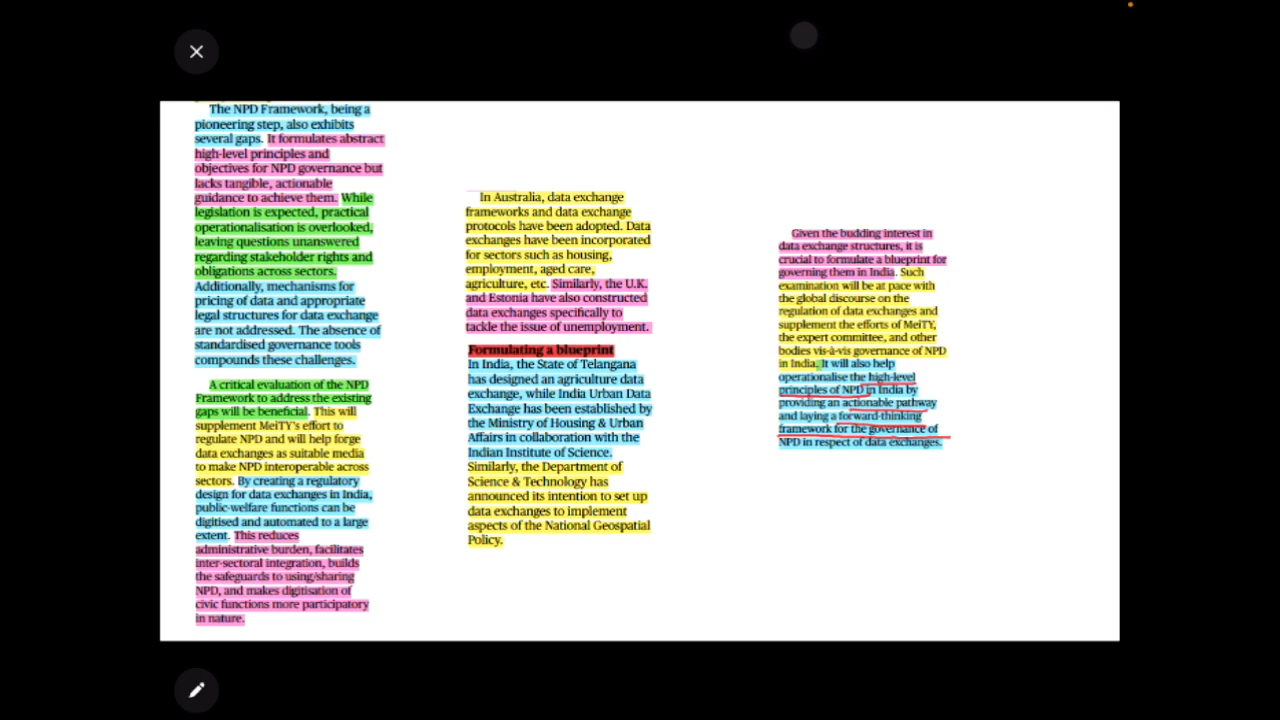 The NPD Framework, being a
pioneering step, also exhibits
several gaps. It formulates abstract
high-level principles and
objectives for NPD governance but
lacks tangible, actionable
guidance to achieve them. While
legislation is expected, practical
operationalisation is overlooked,
leaving questions unanswered
regarding stakeholder rights and
obligations across sectors.
Additionally, mechanisms for
pricing of data and appropriate
legal structures for data exchange
are not addressed. The absence of
standardised governance tools
compounds these challenges.
A critical evaluation of the NPD
Framework to address the existing
gaps will be beneficial. This will
supplement MeiTY's effort to
regulate NPD and will help forge
data exchanges as suitable media
to make NPD interoperable across
sectors. By creating a regulatory
design for data exchanges in India,
public-welfare functions can be
digitised and automated to a large
extent. This reduces
administrative burden, facilitates
inter-sectoral integration, builds
the safeguards to using/sharing
NPD, and makes digitisation of
civic functions more participatory
in nature.
In Australia, data exchange
frameworks and data exchange
protocols have been adopted. Data
exchanges have been incorporated
for sectors such as housing,
employment, aged care,
agriculture, etc. Similarly, the U.K.
and Estonia have also constructed
data exchanges specifically to
tackle the issue of unemployment.
Formulating a blueprint
In India, the State of Telangana
has designed an agriculture data
exchange, while India Urban Data
Exchange has been established by
the Ministry of Housing & Urban
Affairs in collaboration with the
Indian Institute of Science.
Similarly, the Department of
Science & Technology has
announced its intention to set up
data exchanges to implement
aspects of the National Geospatial
Policy.
Given the budding interest in
data exchange structures, it is
crucial to formulate a blueprint for
governing them in India. Such
examination will be at pace with
the global discourse on the
regulation of data exchanges and
supplement the efforts of MeiTY,
the expert committee, and other
bodies vis-à-vis governance of NPD
in India. It will also help
operationalise the high-level
principles of NPD in India by
providing an actionable pathway
and laying a forward-thinking
framework for the governance of
NPD in respect of data exchanges.